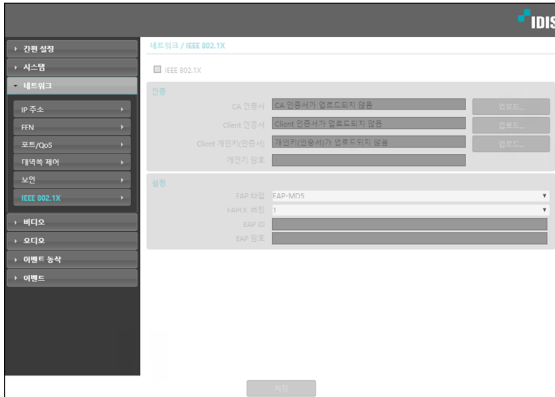 IDIS
간편 설정
시스템
네트워크
IP 주소
FEN
포트/QoS
대역폭 제어
보안
IEEE 802.1X
비디오
오디오
이벤트 동작
이벤트
네트워크 / IEEE 802.1X
IEEE 802.1X
인증
CA 인증서 CA 인증서가 업로드되지 않음 업로드...
Client 인증서 Client 인증서가 업로드되지 않음 업로드...
Client 개인키(인증서) 개인키(인증서)가 업로드되지 않음 업로드...
개인키 암호
설정
EAP 타입 EAP-MD5
EAPOL 버전 1
EAP ID
EAP 암호